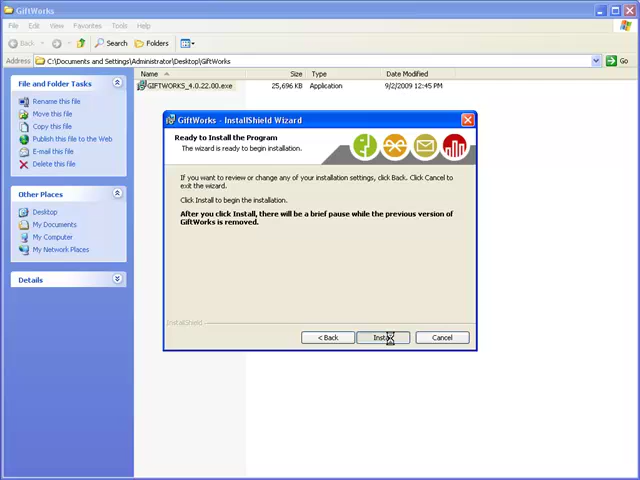 GiftWorks
File Edit View Favorites Tools Help
Back Search Folders
Address C:\Documents and Settings\Administrator\Desktop\GiftWorks Go
File and Folder Tasks
Rename this file
Move this file
Copy this file
Publish this file to the Web
E-mail this file
Delete this file
Other Places
Desktop
My Documents
My Computer
My Network Places
Details
Name Size Type Date Modified
GIFTWORKS_4.0.22.00.exe 25,696 KB Application 9/2/2009 12:45 PM
GiftWorks - InstallShield Wizard
Ready to Install the Program
The wizard is ready to begin installation.
If you want to review or change any of your installation settings, click Back. Click Cancel to
exit the wizard.
Click Install to begin the installation.
After you click Install, there will be a brief pause while the previous version of
GiftWorks is removed.
InstallShield
< Back Install Cancel